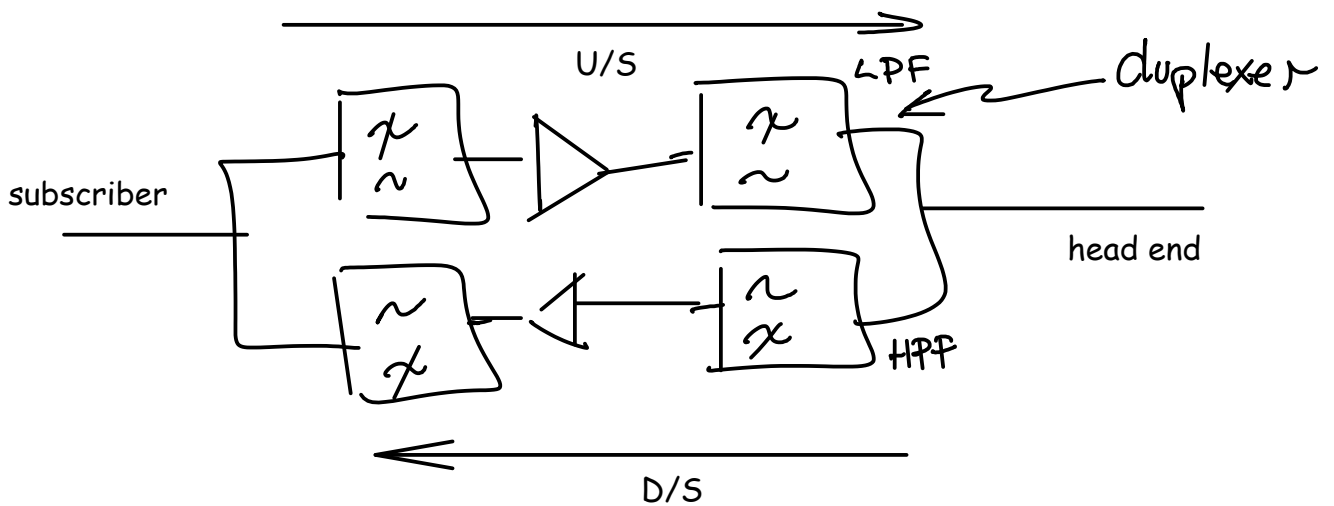 U/S
LPF
duplexer
subscriber
head end
HPF
D/S